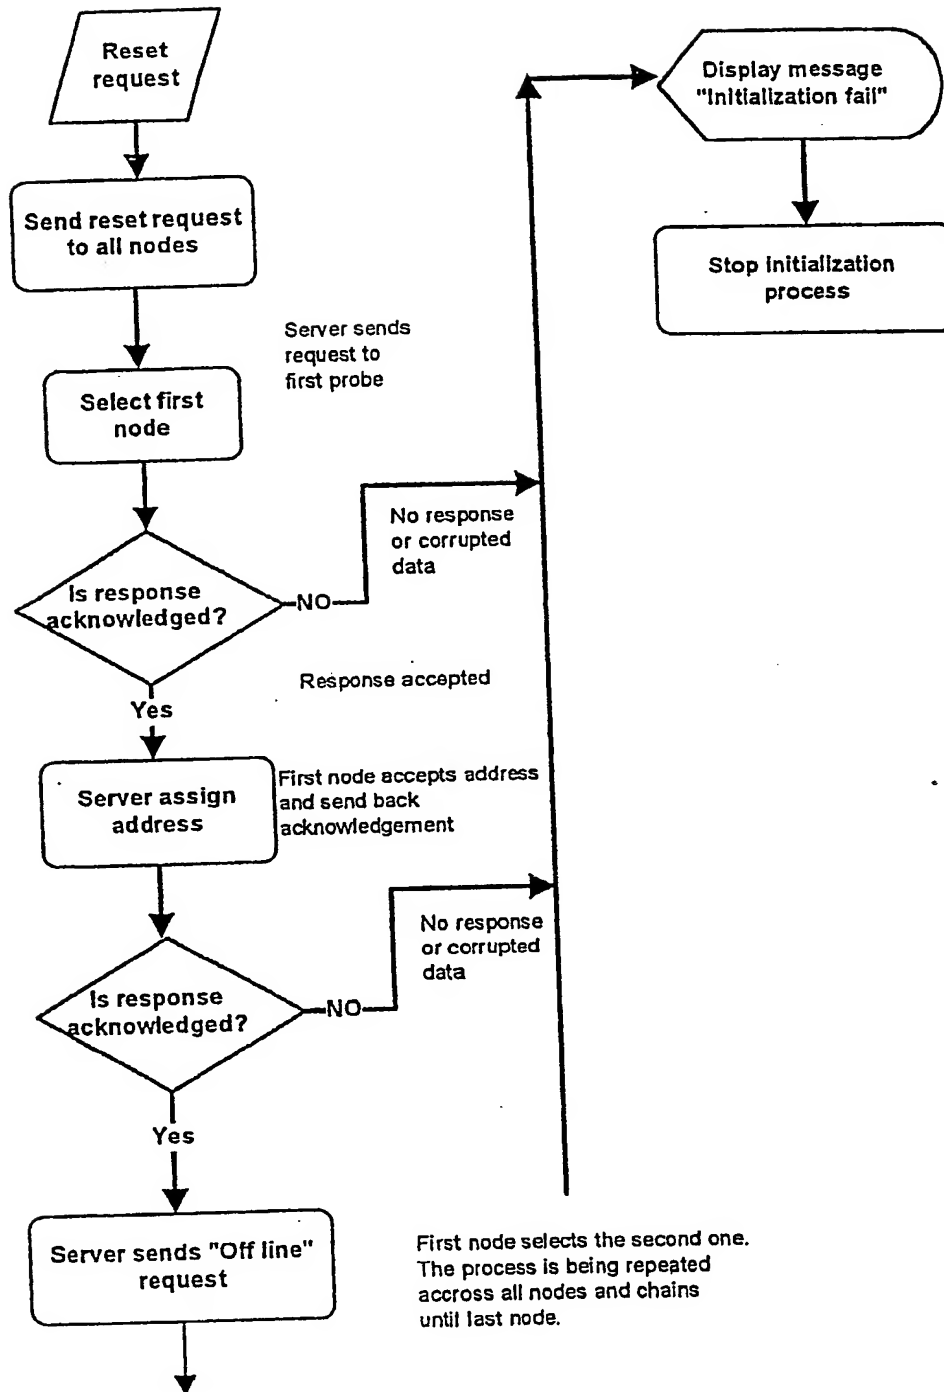 Reset
request
Send reset request
to all nodes
Server sends
request to
first probe
Select first
node
No response
or corrupted
data
Is response
acknowledged?
NO
Response accepted
Yes
Server assign
address
First node accepts address
and send back
acknowledgement
No response
or corrupted
data
Is response
acknowledged?
NO
Yes
Server sends "Off line"
request
First node selects the second one.
The process is being repeated
accross all nodes and chains
until last node.
Display message
"Initialization fail"
Stop initialization
process